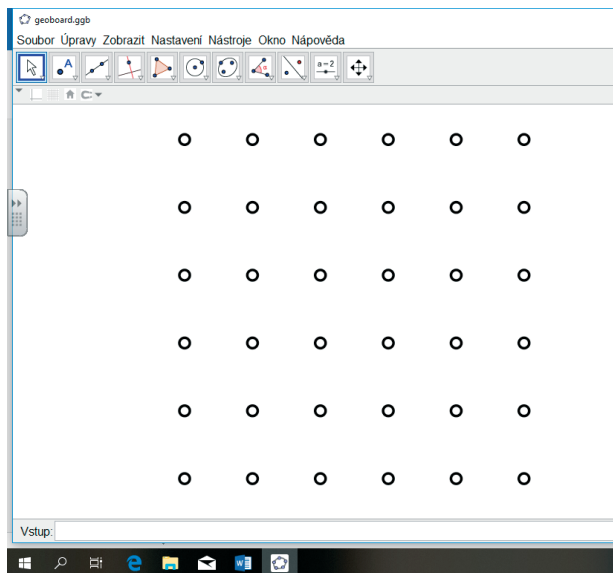 geoboard.ggb
Soubor Úpravy Zobrazit Nastavení Nástroje Okno Nápověda
A a=2
Vstup: